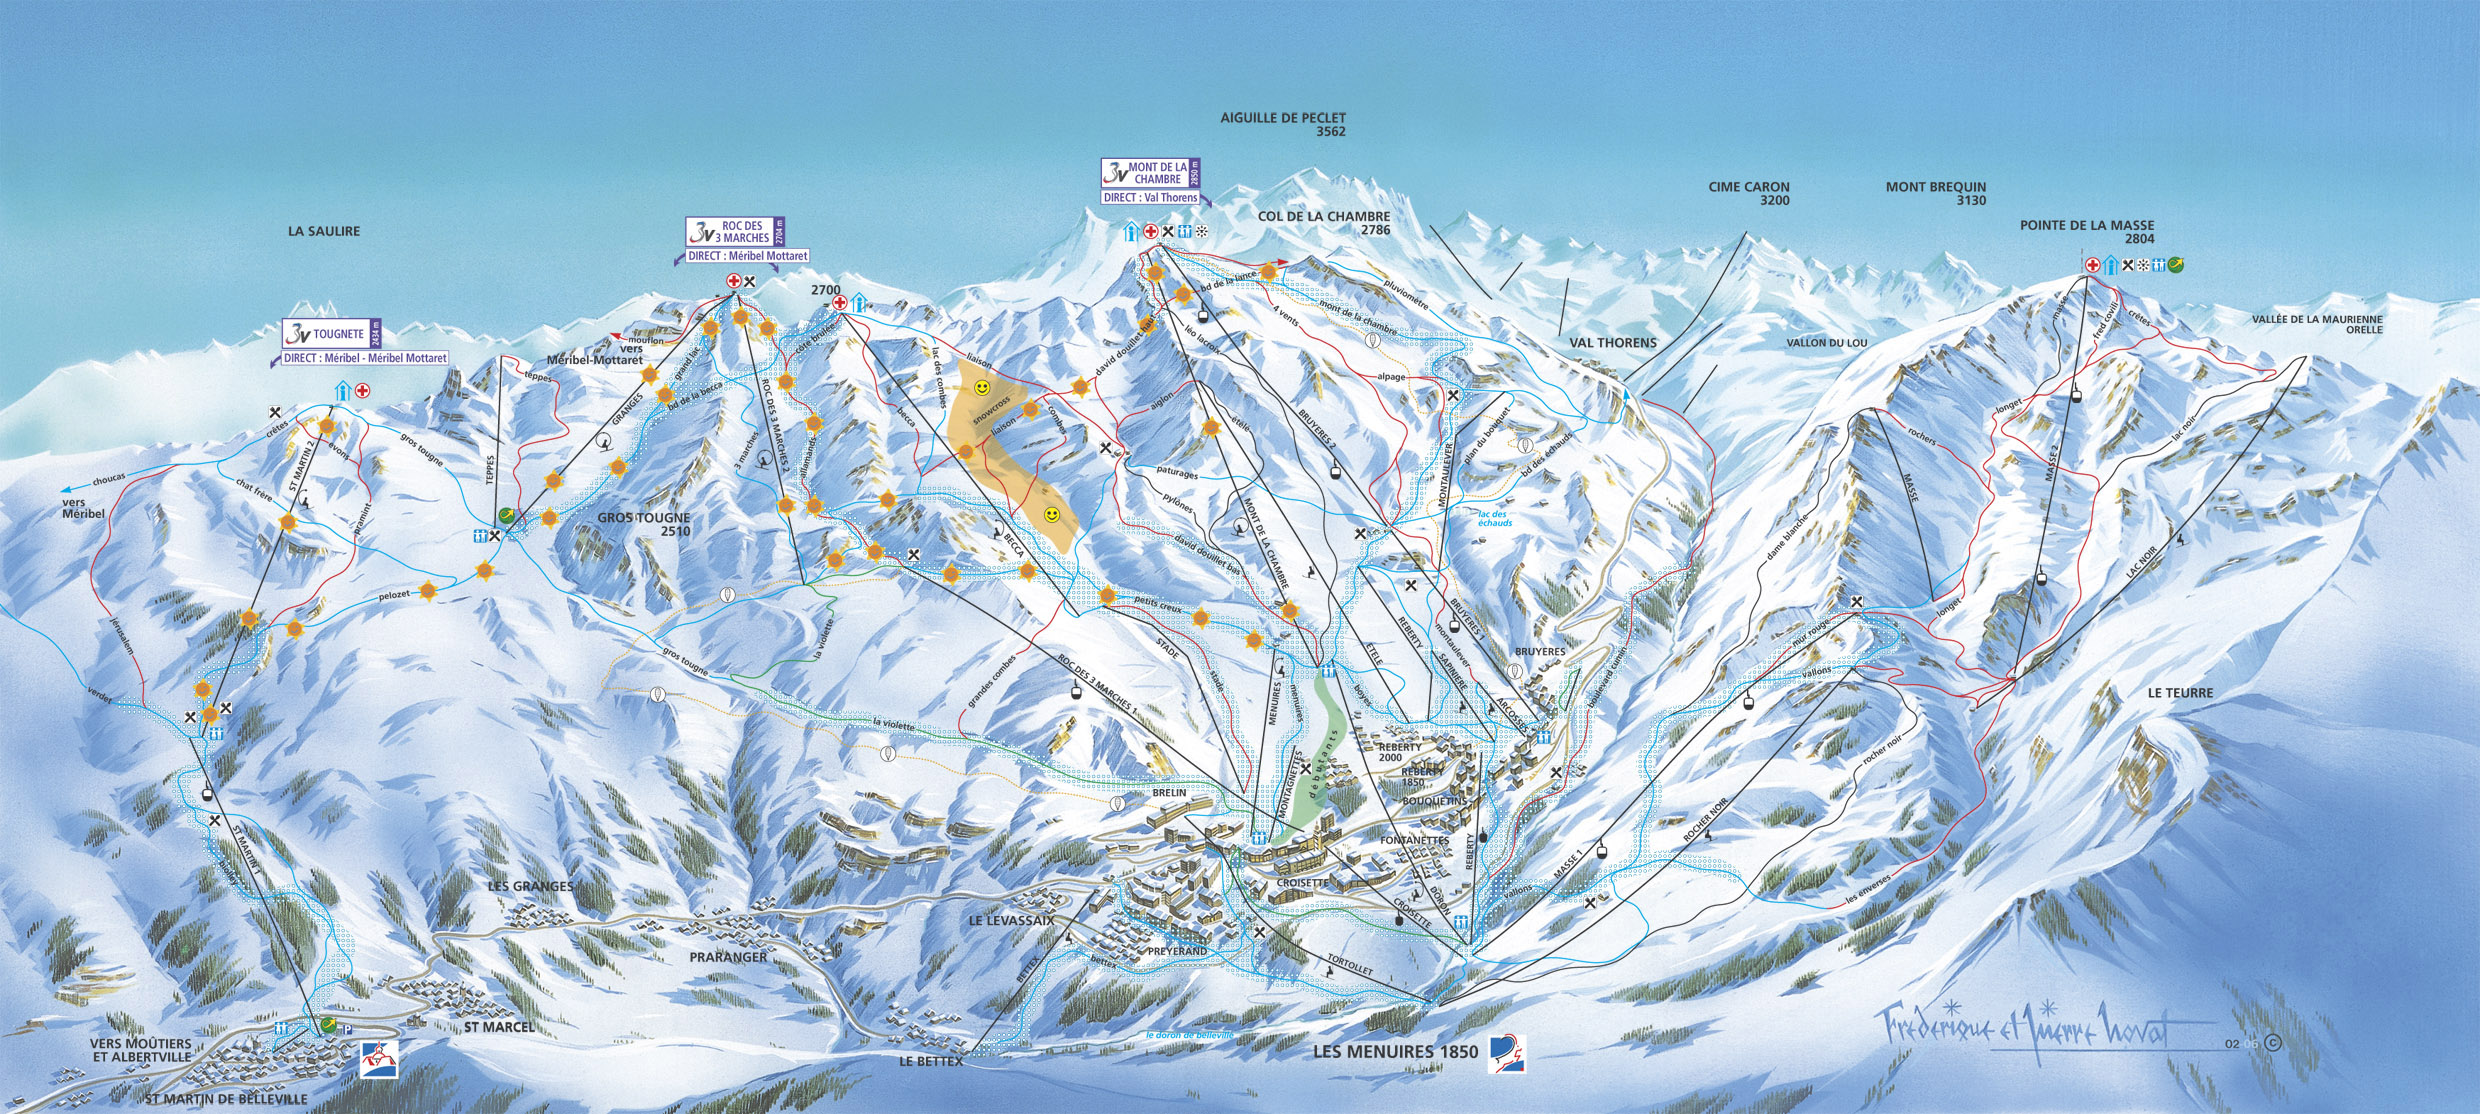 AIGUILLE DE PECLET
3562
3v MONT DE LA
CHAMBRE
2850 m
DIRECT : Val Thorens
CIME CARON
3200
MONT BREQUIN
3130
COL DE LA CHAMBRE
2786
POINTE DE LA MASSE
2804
LA SAULIRE
3v ROC DES
3 MARCHES
2704 m
DIRECT : Méribel Mottaret
2700
3v TOUGNETE
2434 m
DIRECT : Méribel - Méribel Mottaret
mouflon
vers
Méribel-Mottaret
VAL THORENS
VALLON DU LOU
VALLÉE DE LA MAURIENNE
ORELLE
crêtes
choucas
vers
Méribel
chat frère
ST MARTIN 2
evons
pramint
gros tougne
TEPPES
teppes
GRANGES
grand lac
bd de la becca
côte brulée
ROC DES 3 MARCHES 2
3 marches
allamands
becca
lac des combes
liaison
snowcross
liaison
combes
david douillet haut
bd de la lance
léo lacroix
4 vents
mont de la chambre
pluviomètre
alpage
aiglon
étèle
BRUYERES 2
MONTAULEVER
plan du bouquet
bd des échauds
lac des
échauds
paturages
pylônes
MONT DE LA CHAMBRE
david douillet bas
BECCA
petits creux
GROS TOUGNE
2510
pelozet
jérusalem
verdet
gros tougne
la violette
la violette
grandes combes
ROC DES 3 MARCHES 1
STADE
stade
MENUIRES
menuires
MONTAGNETTES
débutants
boyes
ETELE
REBERTY
SAPINIERE
montaulever
BRUYERES 1
ARCOSSES
BRUYERES
boulevard cumin
REBERTY
2000
REBERTY
1850
BOUQUETINS
FONTANETTES
CROISETTE
BRELIN
PREYERAND
LE LEVASSAIX
LES GRANGES
PRARANGER
ST MARTIN 1
biolley
BETTEX
bettex
TORTOLLET
CROISETTE
DORON
REBERTY
vallons
MASSE 1
ROCHER NOIR
rocher noir
les enverses
mur rouge
vallons
dame blanche
MASSE
rochers
longet
longet
masse
MASSE 2
fred covili
crêtes
lac noir
LAC NOIR
LE TEURRE
ST MARCEL
VERS MOÛTIERS
ET ALBERTVILLE
P
ST MARTIN DE BELLEVILLE
LE BETTEX
le doron de belleville
LES MENUIRES 1850
Frédérique et Pierre Novat
02-06 ©